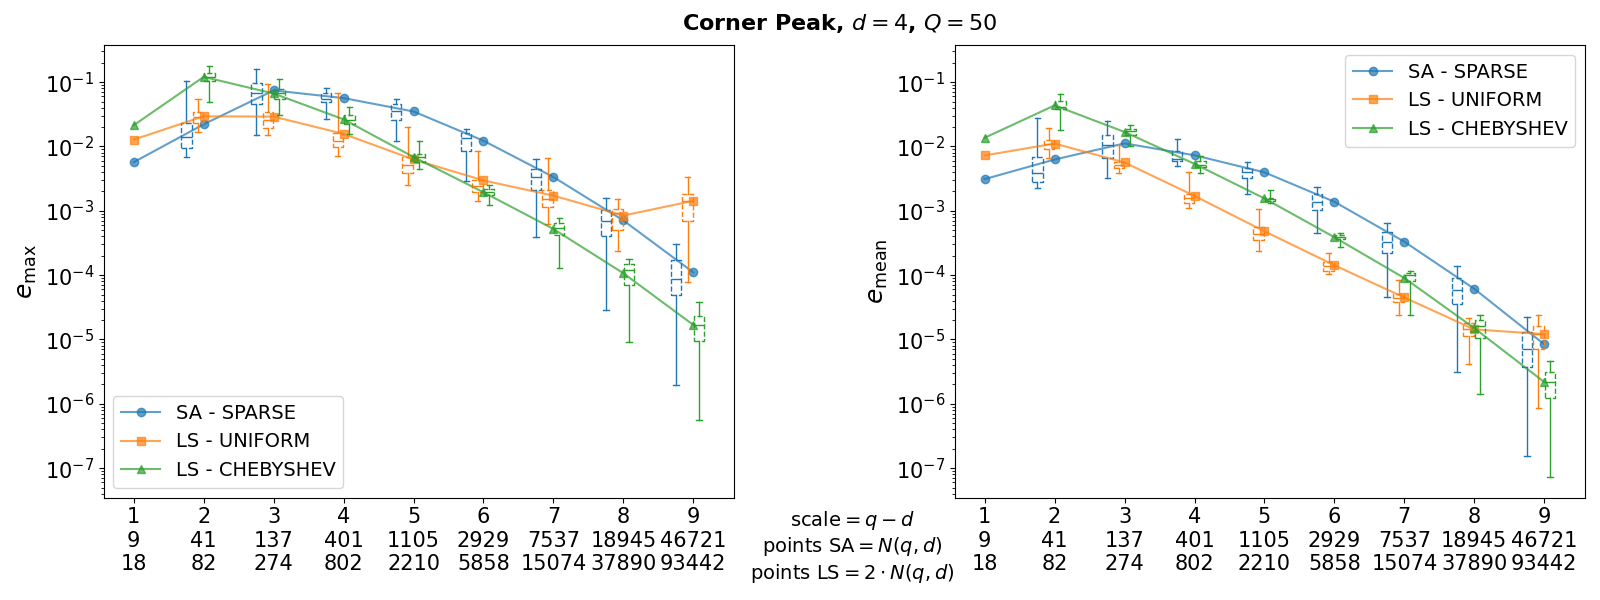 Corner Peak, d = 4, Q = 50
e_max
10^-1
10^-2
10^-3
10^-4
10^-5
10^-6
10^-7
SA - SPARSE
LS - UNIFORM
LS - CHEBYSHEV
1 2 3 4 5 6 7 8 9
9 41 137 401 1105 2929 7537 18945 46721
18 82 274 802 2210 5858 15074 37890 93442
scale = q − d
points SA = N(q, d)
points LS = 2 · N(q, d)
e_mean
10^-1
10^-2
10^-3
10^-4
10^-5
10^-6
10^-7
SA - SPARSE
LS - UNIFORM
LS - CHEBYSHEV
1 2 3 4 5 6 7 8 9
9 41 137 401 1105 2929 7537 18945 46721
18 82 274 802 2210 5858 15074 37890 93442